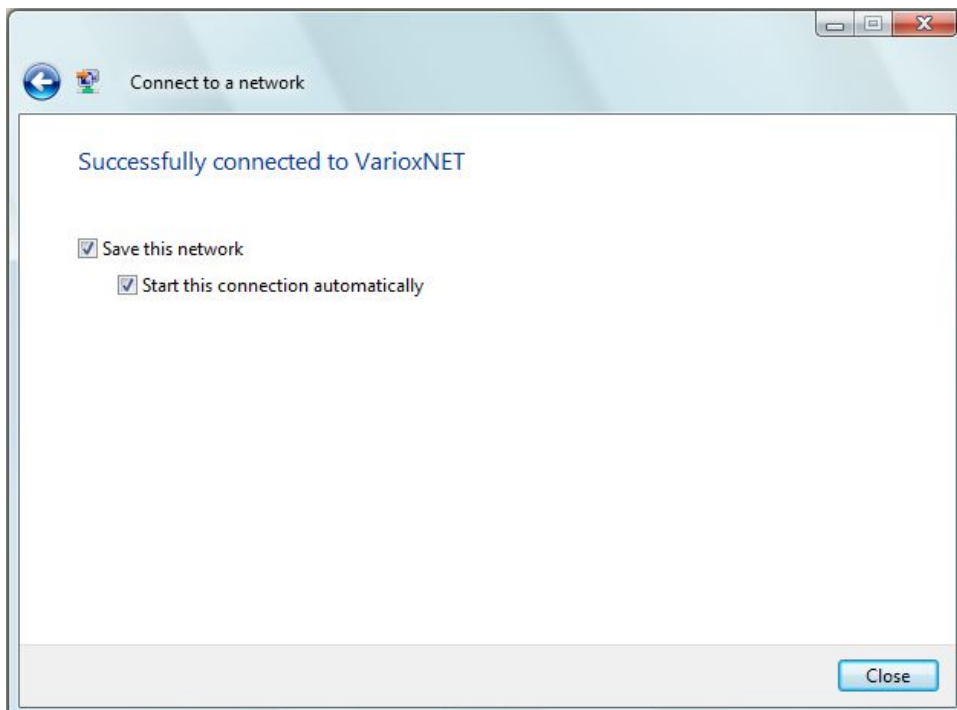 Connect to a network
Successfully connected to VarioxNET
Save this network
Start this connection automatically
Close